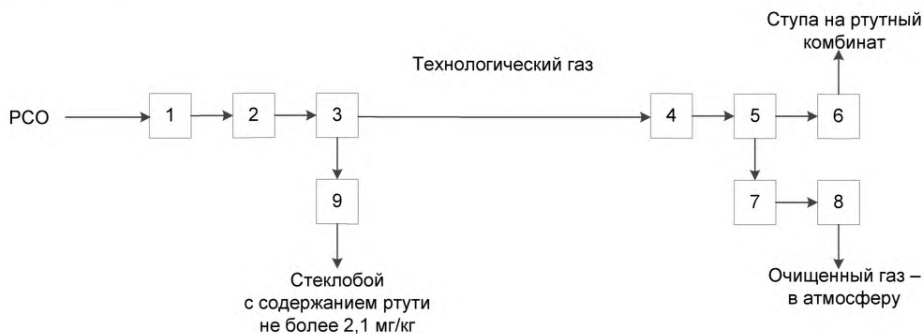 Ступа на ртутный
комбинат
Технологический газ
РСО
1
2
3
4
5
6
9
7
8
Стеклобой
с содержанием ртути
не более 2,1 мг/кг
Очищенный газ –
в атмосферу